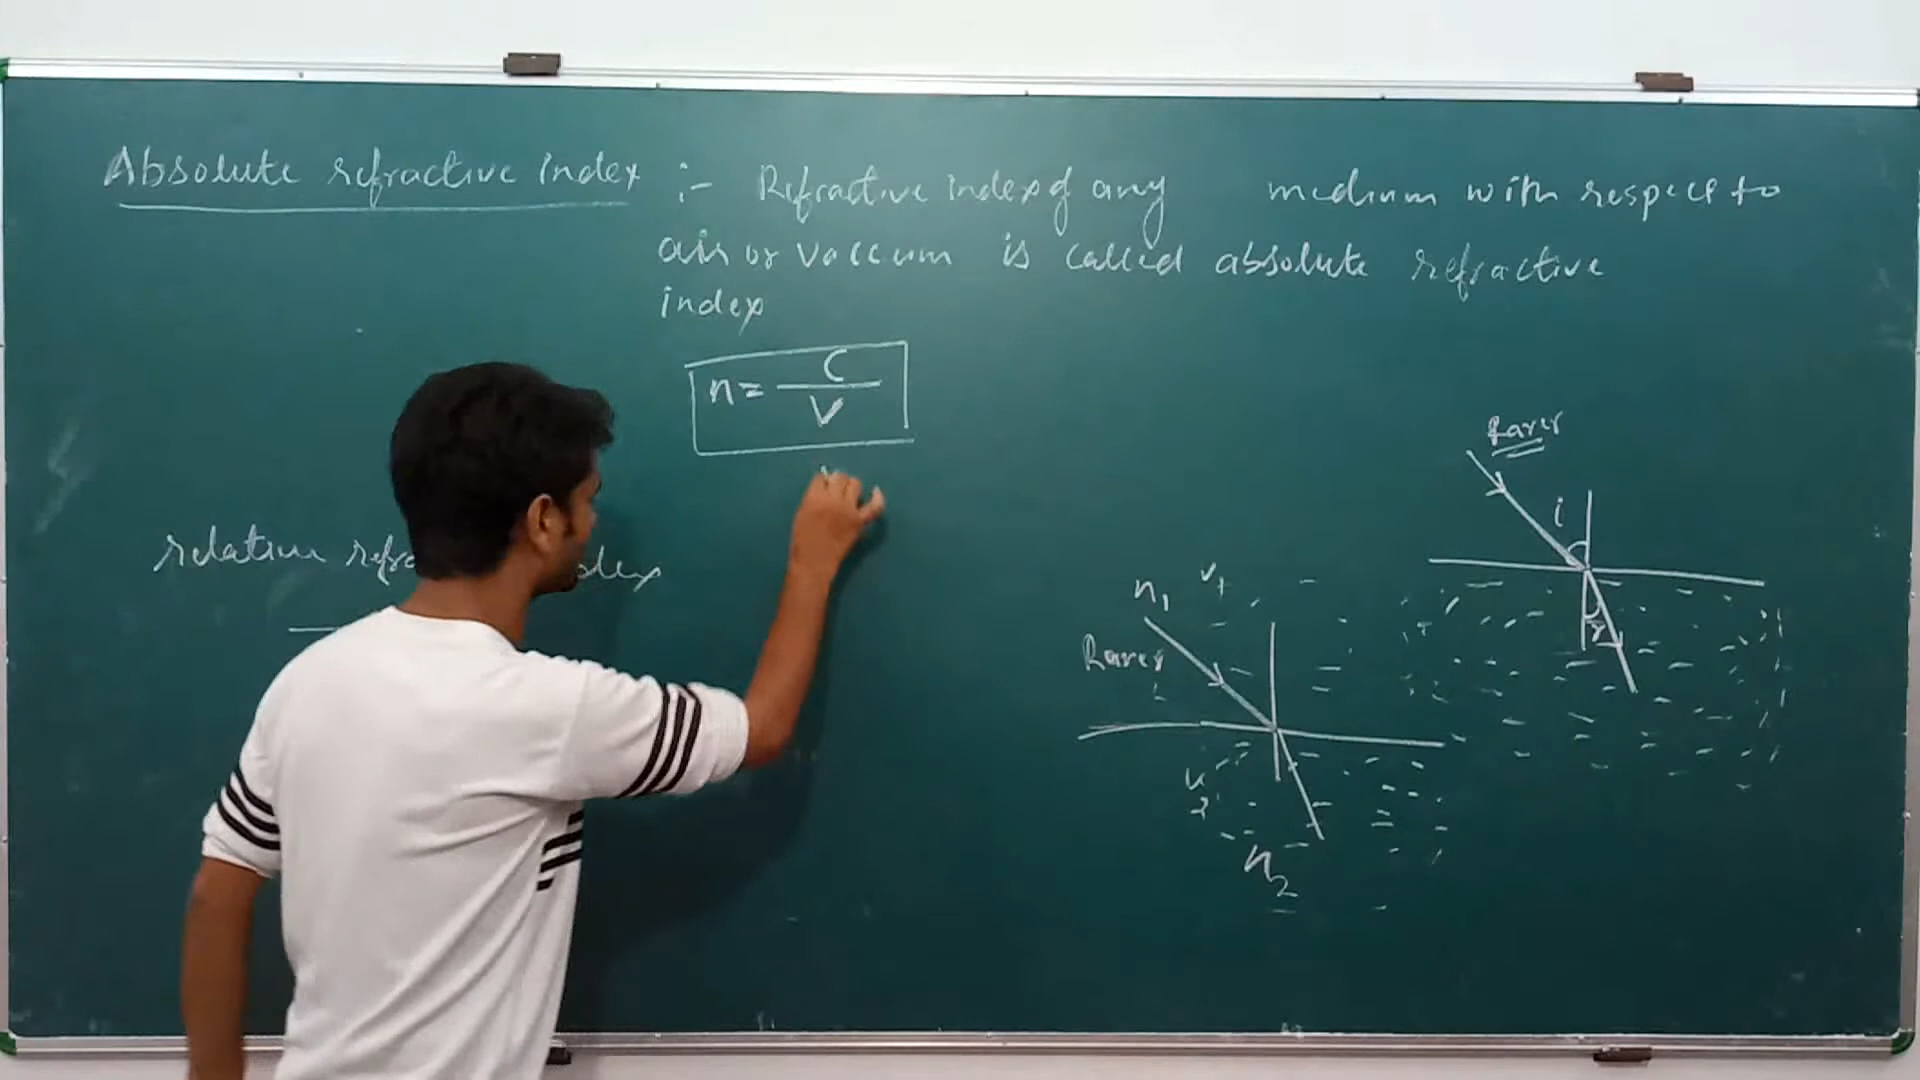 Absolute refractive index :- Refractive index of any medium with respect to
air or vaccum is called absolute refractive
index
n = C / V
Rarer
i
relative
n1 V1
r
Rarer
n2